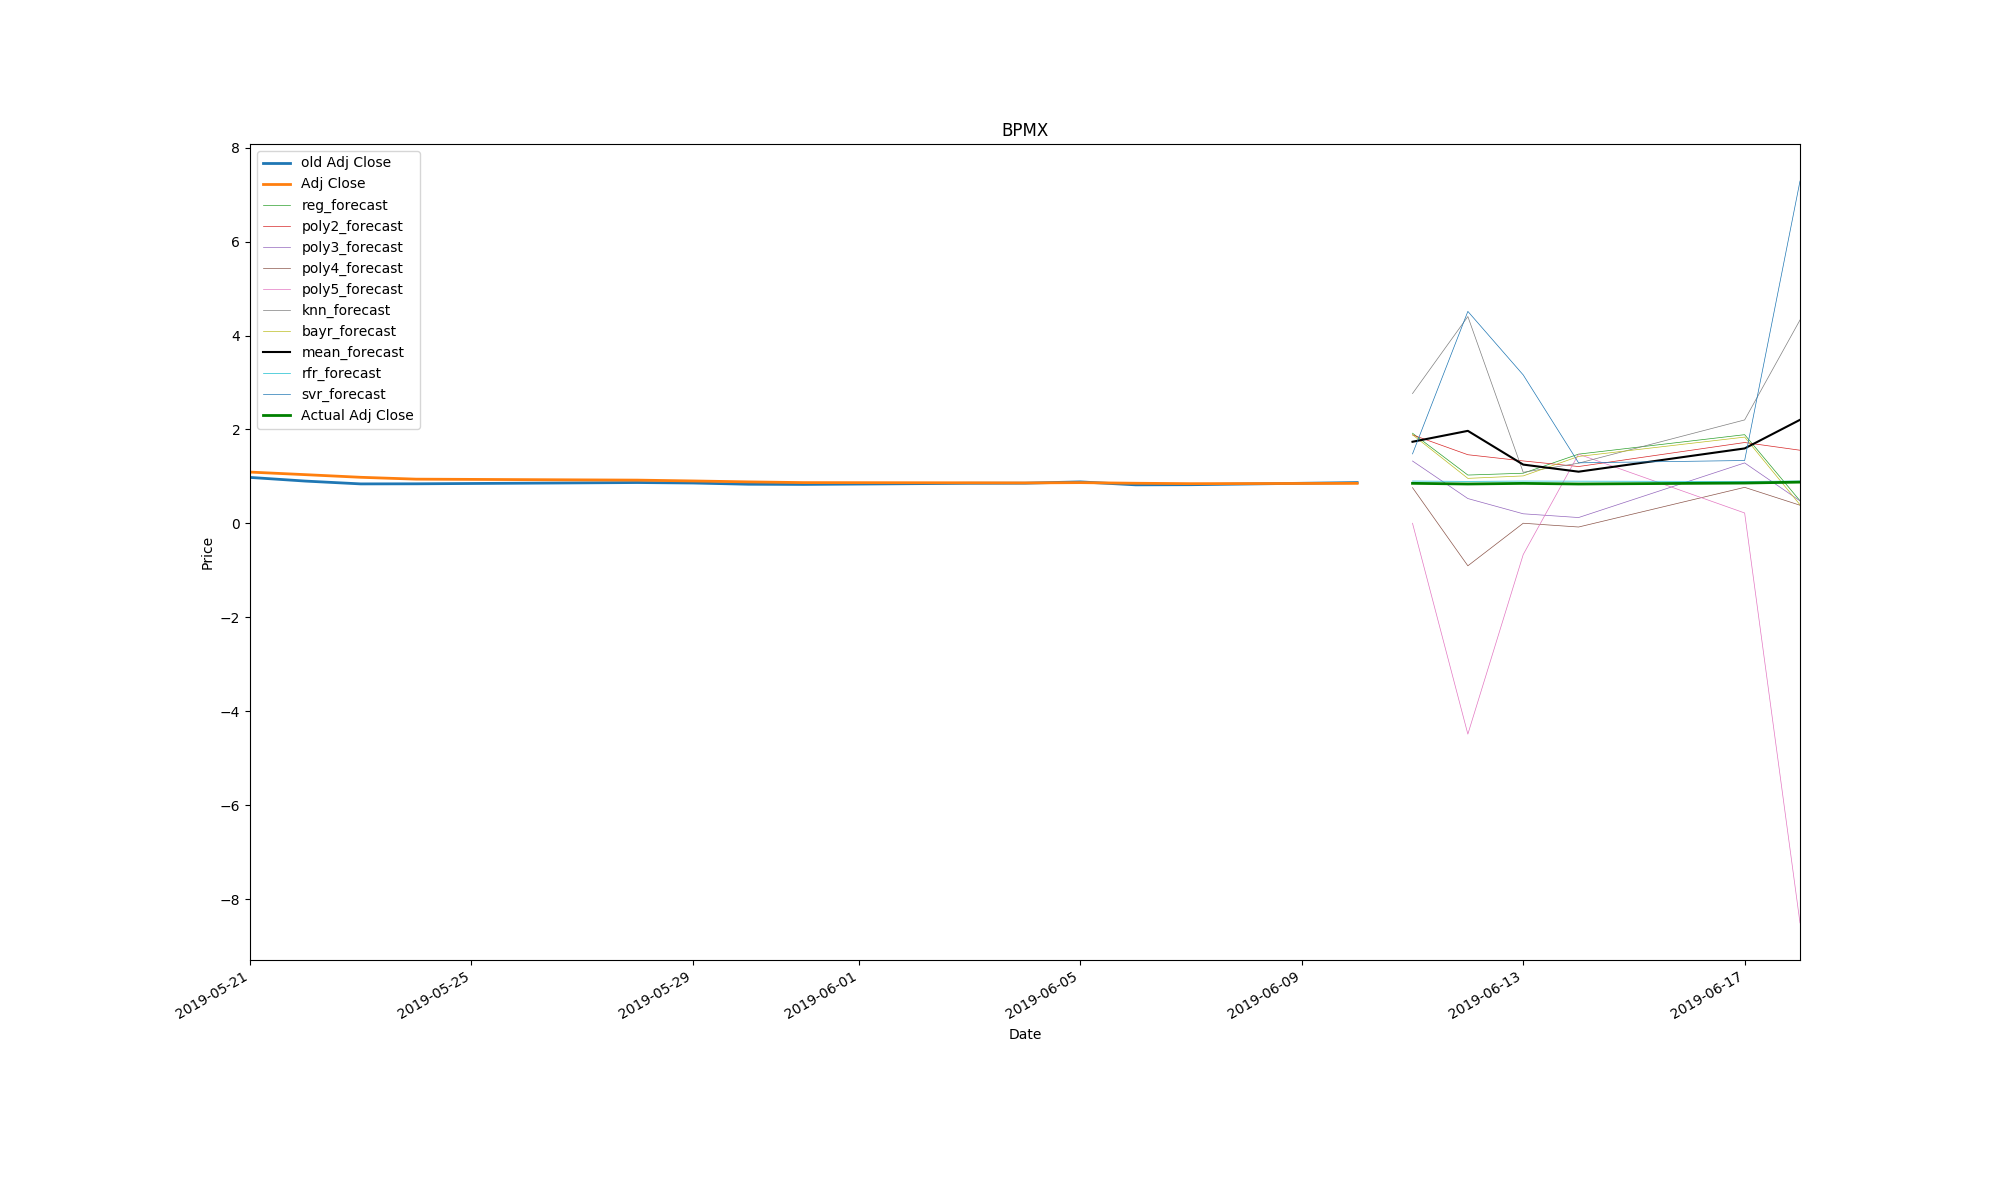 BPMX
8
6
4
2
0
−2
−4
−6
−8
Price
old Adj Close
Adj Close
reg_forecast
poly2_forecast
poly3_forecast
poly4_forecast
poly5_forecast
knn_forecast
bayr_forecast
mean_forecast
rfr_forecast
svr_forecast
Actual Adj Close
2019-05-21
2019-05-25
2019-05-29
2019-06-01
2019-06-05
2019-06-09
2019-06-13
2019-06-17
Date